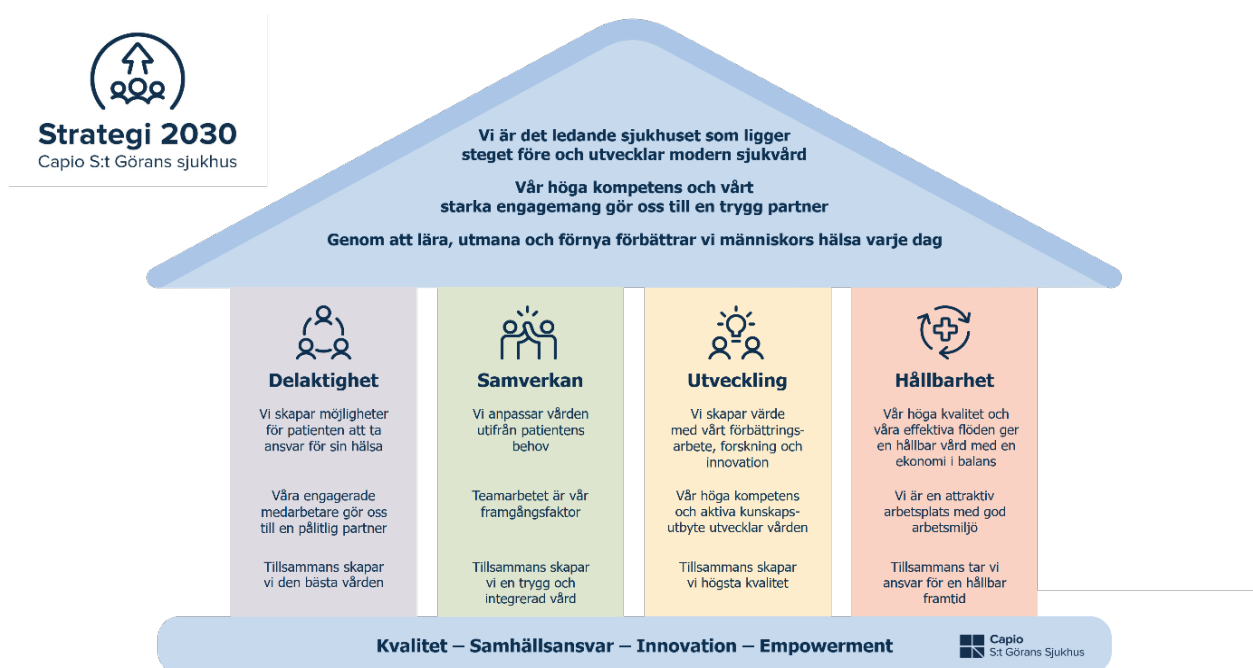 Strategi 2030
Capio S:t Görans sjukhus
Vi är det ledande sjukhuset som ligger
steget före och utvecklar modern sjukvård
Vår höga kompetens och vårt
starka engagemang gör oss till en trygg partner
Genom att lära, utmana och förnya förbättrar vi människors hälsa varje dag
Delaktighet
Vi skapar möjligheter
för patienten att ta
ansvar för sin hälsa
Våra engagerade
medarbetare gör oss
till en pålitlig partner
Tillsammans skapar
vi den bästa vården
Samverkan
Vi anpassar vården
utifrån patientens
behov
Teamarbetet är vår
framgångsfaktor
Tillsammans skapar
vi en trygg och
integrerad vård
Utveckling
Vi skapar värde
med vårt förbättrings-
arbete, forskning och
innovation
Vår höga kompetens
och aktiva kunskaps-
utbyte utvecklar vården
Tillsammans skapar
vi högsta kvalitet
Hållbarhet
Vår höga kvalitet och
våra effektiva flöden ger
en hållbar vård med en
ekonomi i balans
Vi är en attraktiv
arbetsplats med god
arbetsmiljö
Tillsammans tar vi
ansvar för en hållbar
framtid
Kvalitet – Samhällsansvar – Innovation – Empowerment
Capio
S:t Görans Sjukhus